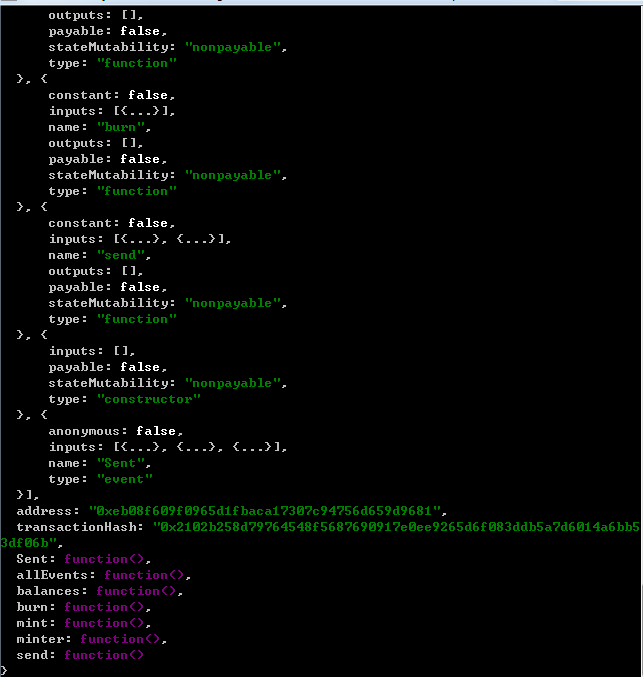 outputs: [],
payable: false,
stateMutability: "nonpayable",
type: "function"
}, {
constant: false,
inputs: [{...}],
name: "burn",
outputs: [],
payable: false,
stateMutability: "nonpayable",
type: "function"
}, {
constant: false,
inputs: [{...}, {...}],
name: "send",
outputs: [],
payable: false,
stateMutability: "nonpayable",
type: "function"
}, {
inputs: [],
payable: false,
stateMutability: "nonpayable",
type: "constructor"
}, {
anonymous: false,
inputs: [{...}, {...}, {...}],
name: "Sent",
type: "event"
}],
address: "0xeb08f609f0965d1fbaca17307c94756d659d9681",
transactionHash: "0x2102b258d79764548f5687690917e0ee9265d6f083ddb5a7d6014a6bb5
3df06b",
Sent: function(),
allEvents: function(),
balances: function(),
burn: function(),
mint: function(),
minter: function(),
send: function()
}